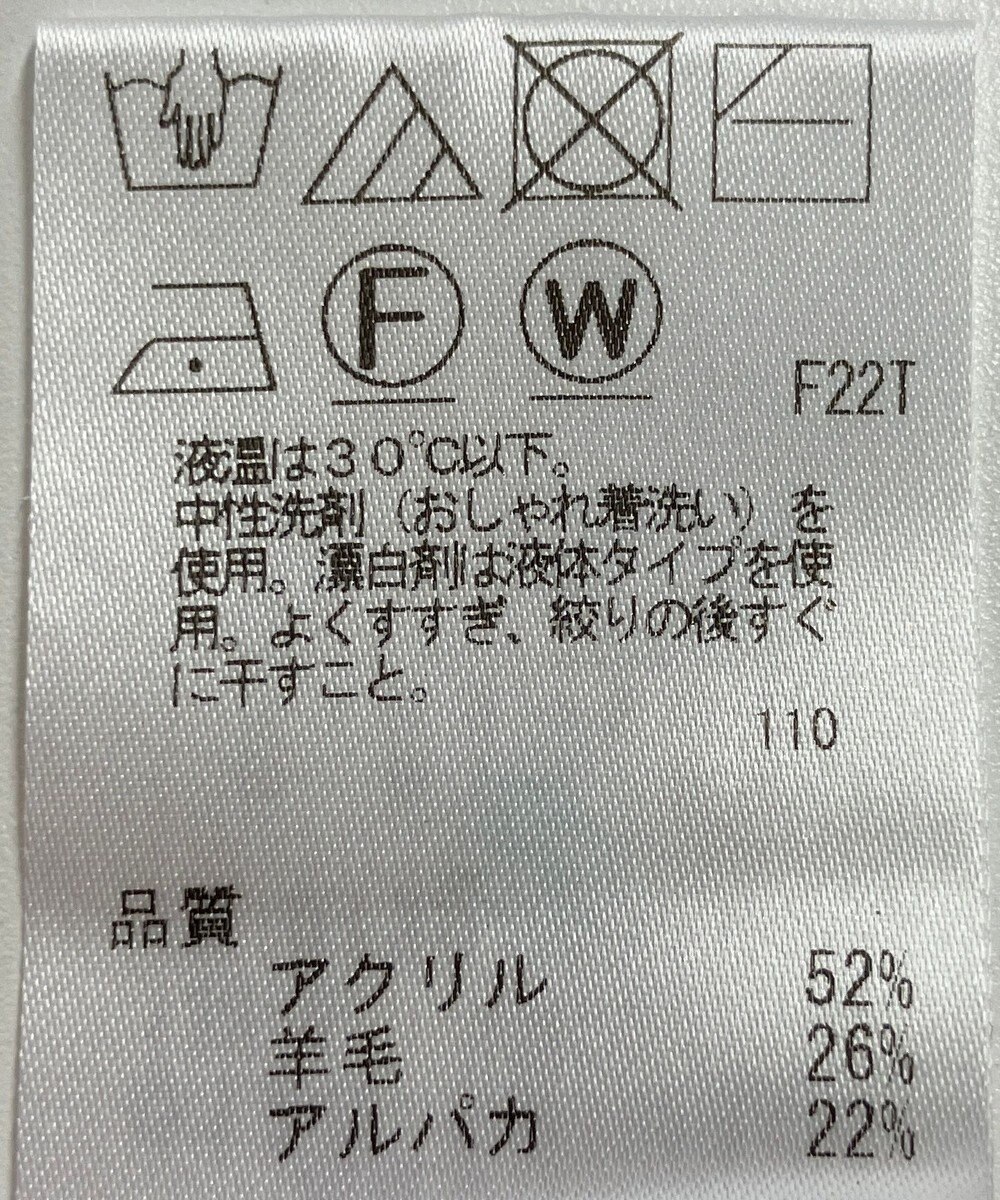 F
W
F22T
液温は30℃以下。
中性洗剤（おしゃれ着洗い）を
使用。漂白剤は液体タイプを使
用。よくすすぎ、絞りの後すぐ
に干すこと。
110
品質
アクリル 52%
羊毛 26%
アルパカ 22%